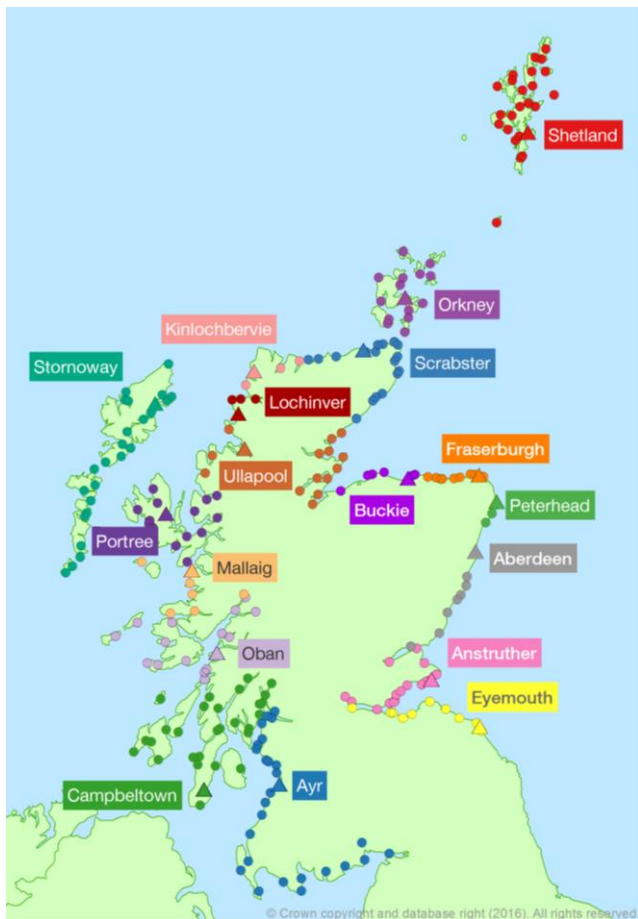 Shetland
Orkney
Kinlochbervie
Scrabster
Stornoway
Lochinver
Fraserburgh
Ullapool
Buckie
Peterhead
Portree
Aberdeen
Mallaig
Oban
Anstruther
Eyemouth
Campbeltown
Ayr
© Crown copyright and database right (2016). All rights reserved